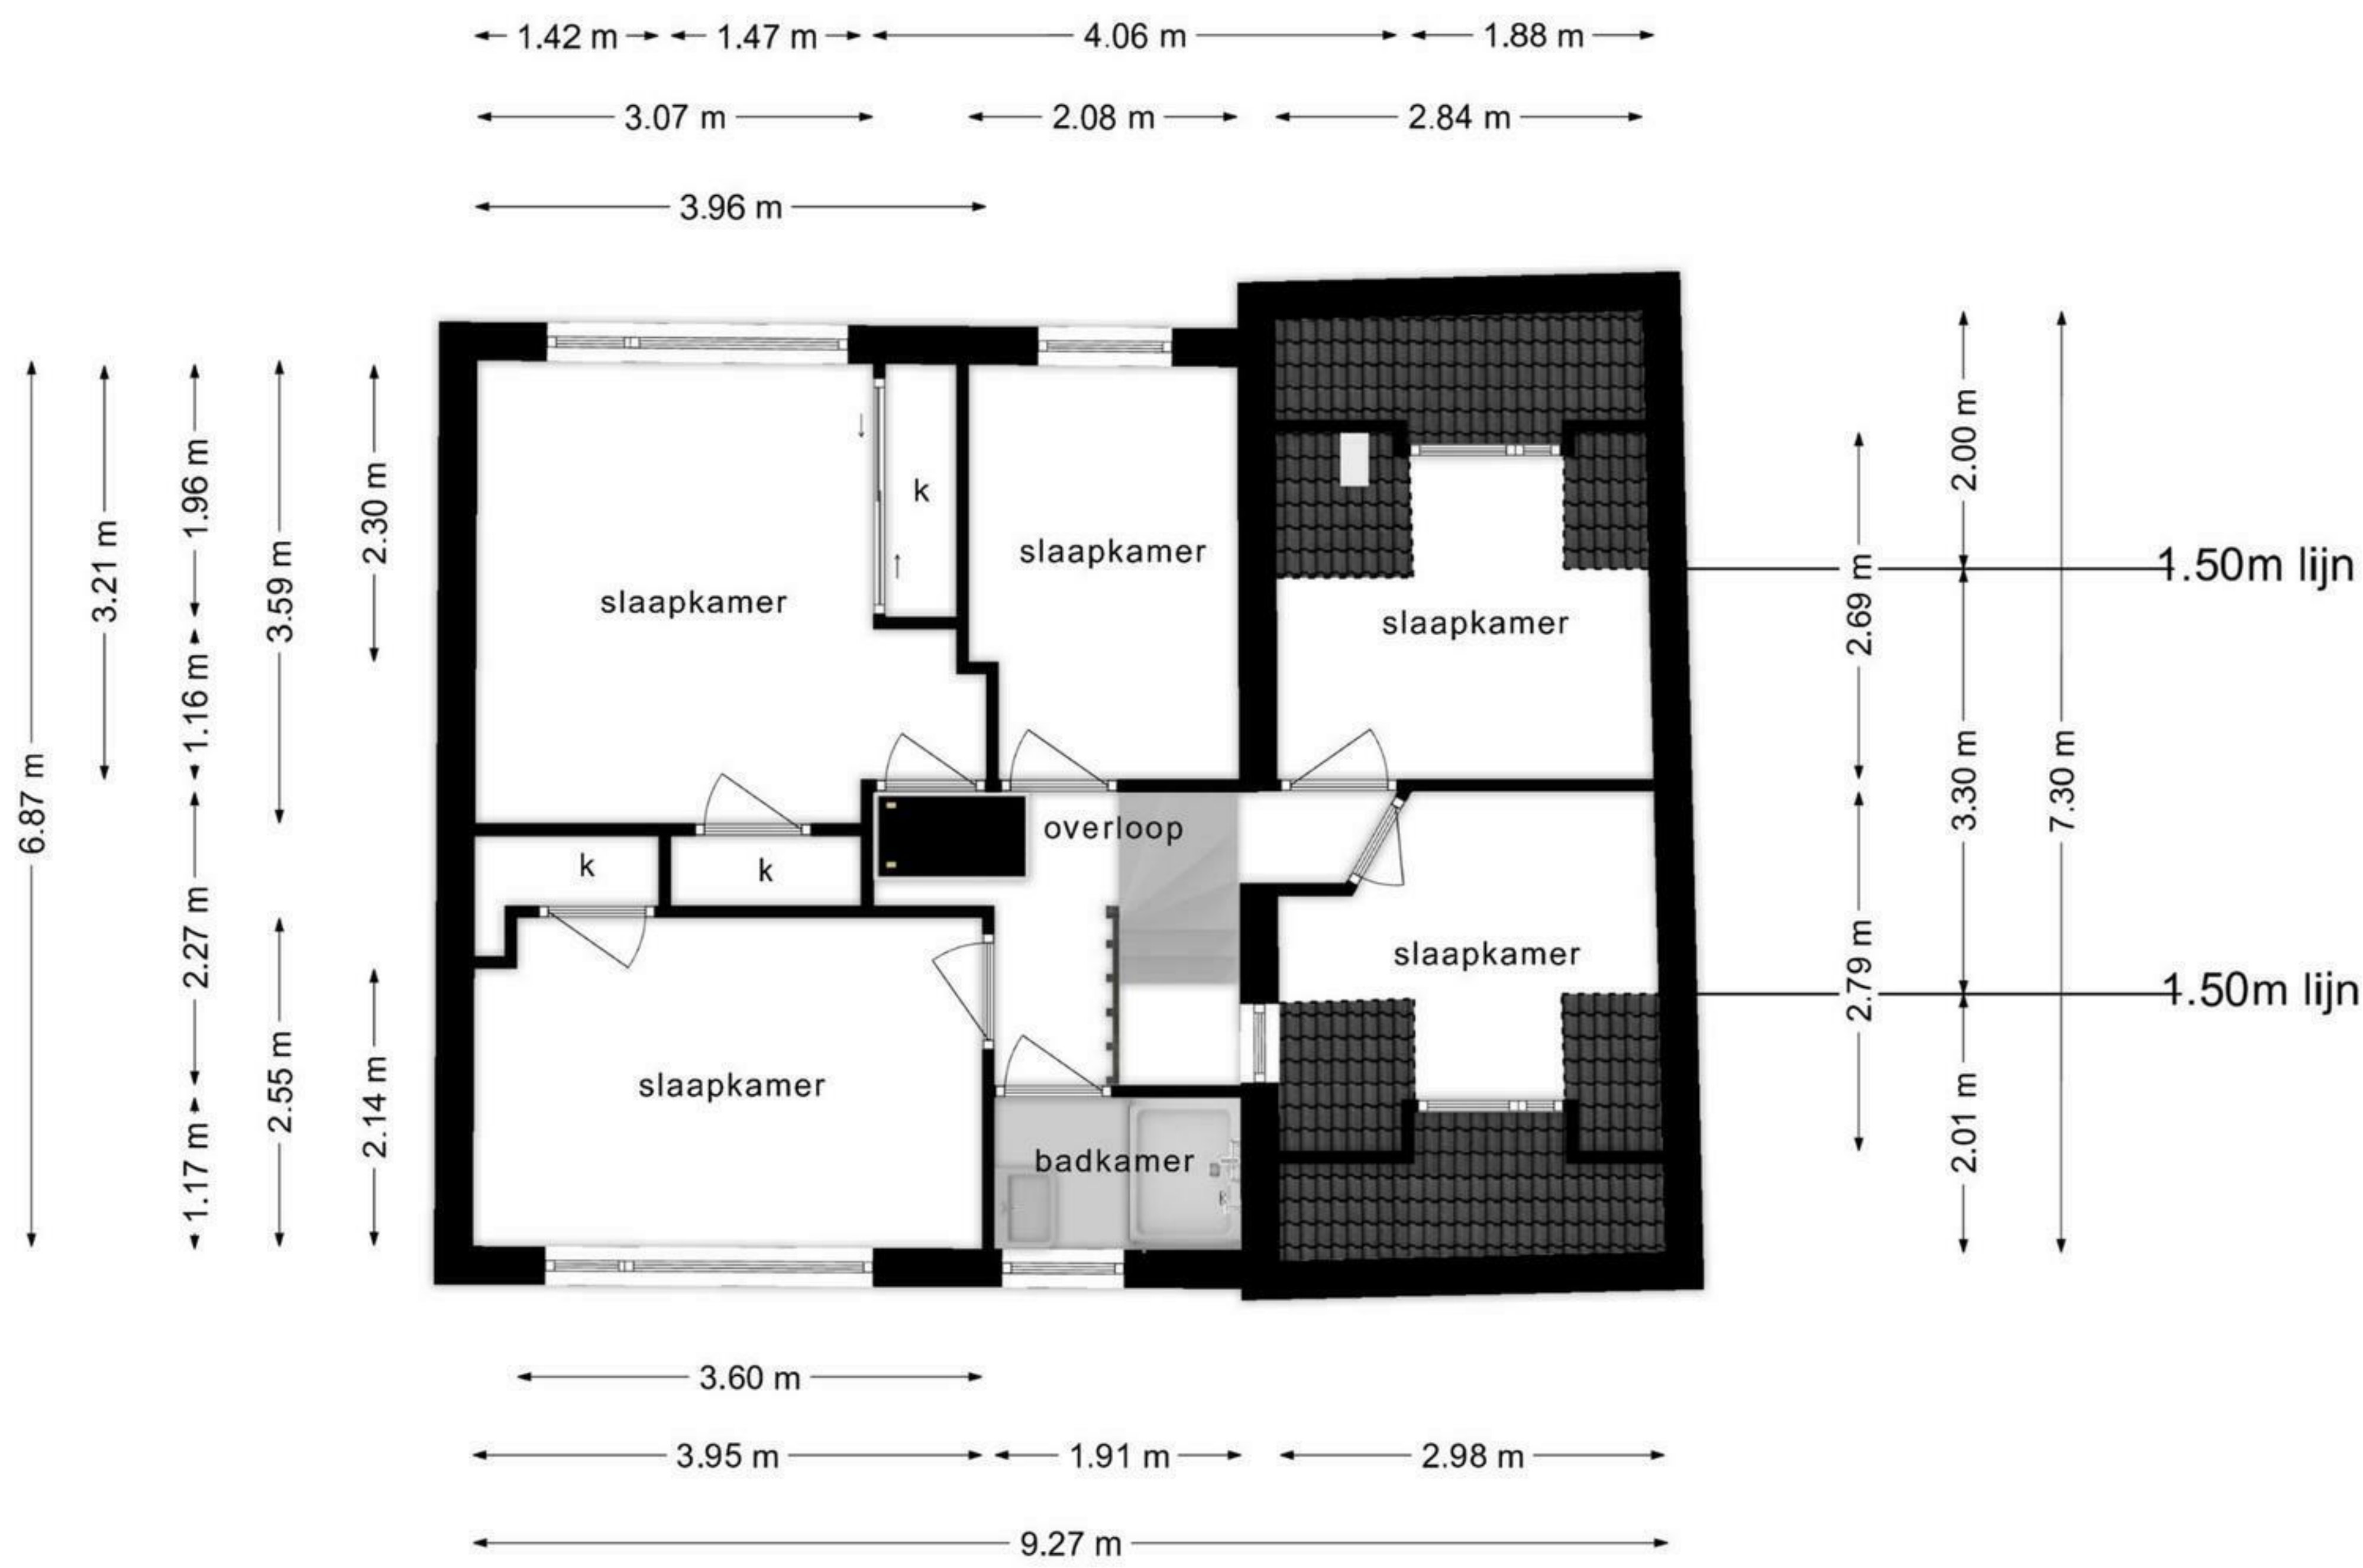 1.42 m 1.47 m 4.06 m 1.88 m
3.07 m 2.08 m 2.84 m
3.96 m
6.87 m
3.21 m
1.96 m
1.16 m
2.27 m
1.17 m
3.59 m
2.55 m
2.30 m
2.14 m
k
slaapkamer
slaapkamer
slaapkamer
k
k
overloop
slaapkamer
slaapkamer
badkamer
2.69 m
2.79 m
2.00 m
3.30 m
2.01 m
7.30 m
1.50m lijn
1.50m lijn
3.60 m
3.95 m 1.91 m 2.98 m
9.27 m